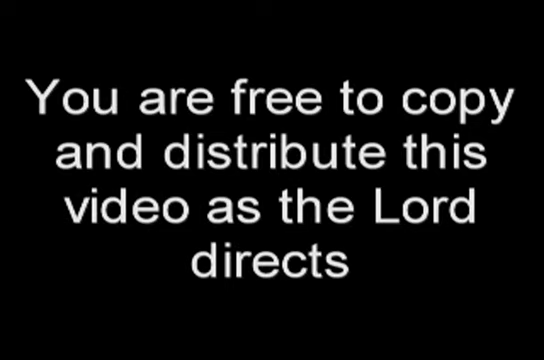 You are free to copy
and distribute this
video as the Lord
directs